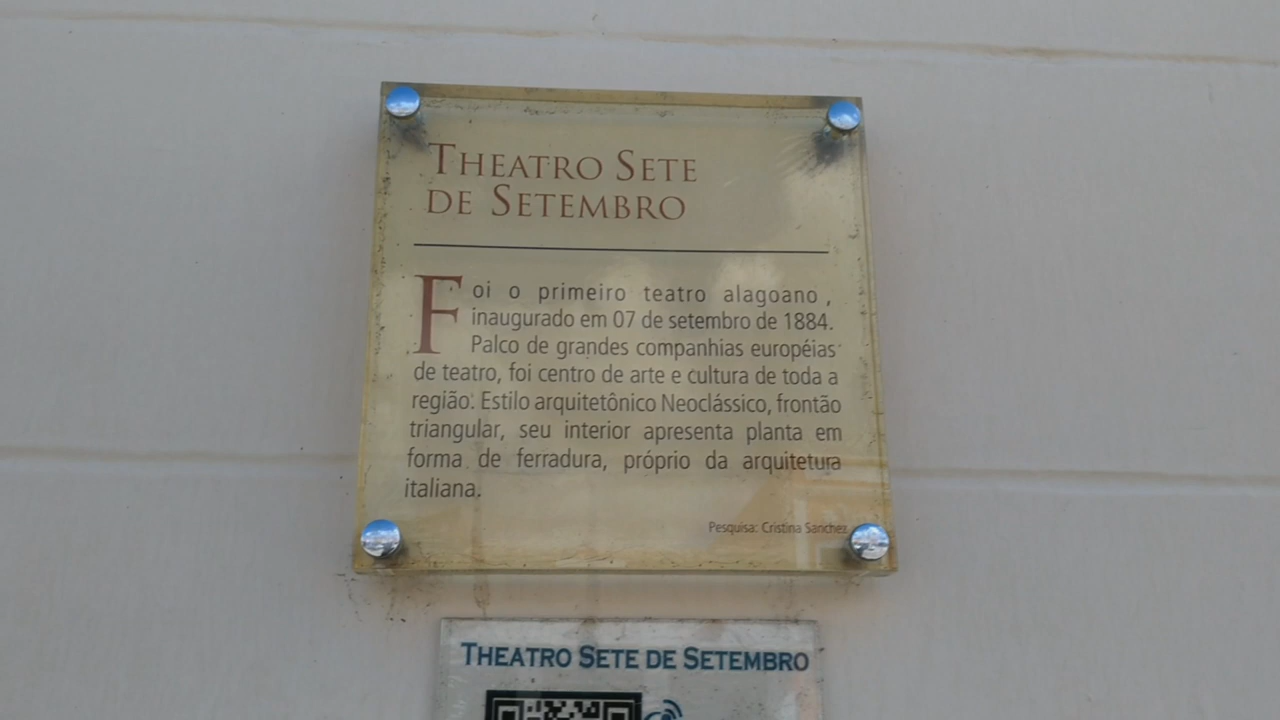 THEATRO SETE
DE SETEMBRO
Foi o primeiro teatro alagoano,
inaugurado em 07 de setembro de 1884.
Palco de grandes companhias européias
de teatro, foi centro de arte e cultura de toda a
região. Estilo arquitetônico Neoclássico, frontão
triangular, seu interior apresenta planta em
forma de ferradura, próprio da arquitetura
italiana.
Pesquisa: Cristina Sanchez
THEATRO SETE DE SETEMBRO